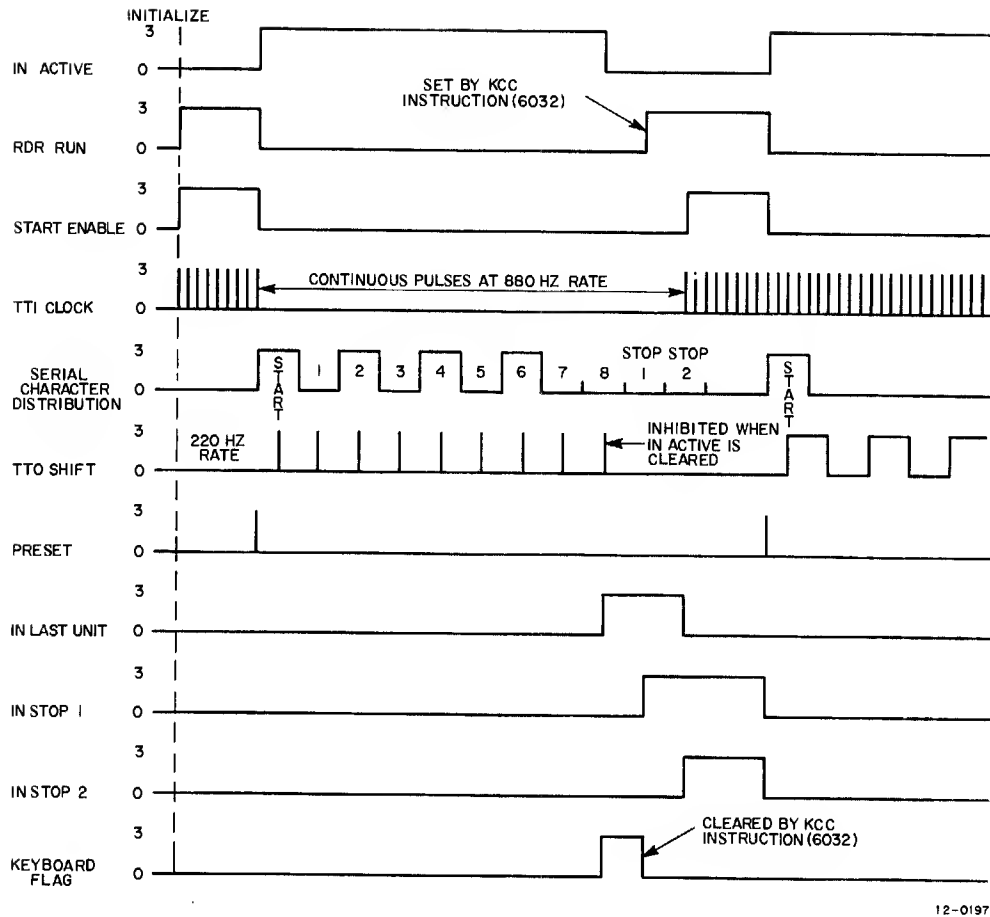 INITIALIZE
3
IN ACTIVE 0
SET BY KCC
INSTRUCTION (6032)
3
RDR RUN 0
3
START ENABLE 0
3
CONTINUOUS PULSES AT 880 HZ RATE
TTI CLOCK 0
3
SERIAL
CHARACTER
DISTRIBUTION
0
START
1 2 3 4 5 6 7 8
STOP STOP
1 2
START
220 HZ
RATE
3
TTO SHIFT 0
INHIBITED WHEN
IN ACTIVE IS
CLEARED
3
PRESET 0
3
IN LAST UNIT 0
3
IN STOP 1 0
3
IN STOP 2 0
3
CLEARED BY KCC
INSTRUCTION (6032)
KEYBOARD
FLAG
0
12-0197